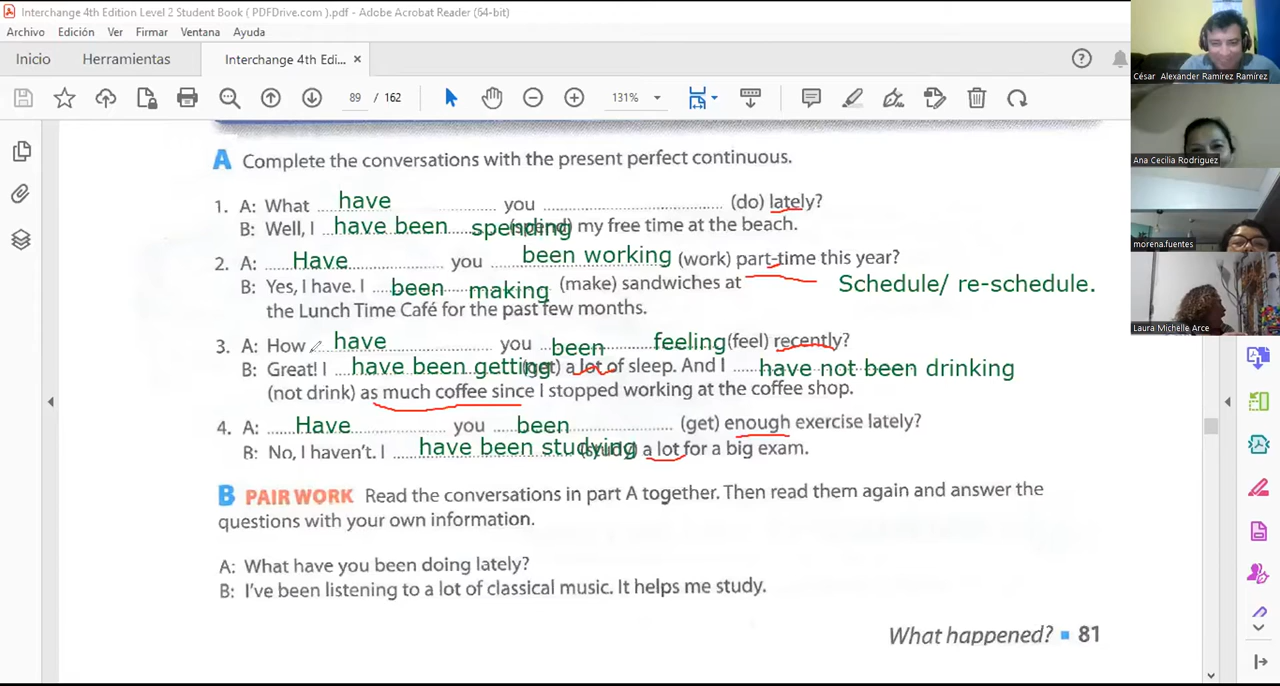 Interchange 4th Edition Level 2 Student Book ( PDFDrive.com ).pdf - Adobe Acrobat Reader (64-bit)
Archivo Edición Ver Firmar Ventana Ayuda
Inicio Herramientas Interchange 4th Edi... ×
89 / 162 131%
A Complete the conversations with the present perfect continuous.
1. A: What have you (do) lately?
B: Well, I have been spending (spend) my free time at the beach.
2. A: Have you been working (work) part-time this year?
B: Yes, I have. I been making (make) sandwiches at Schedule/ re-schedule.
the Lunch Time Café for the past few months.
3. A: How have you been feeling (feel) recently?
B: Great! I have been getting (get) a lot of sleep. And I have not been drinking
(not drink) as much coffee since I stopped working at the coffee shop.
4. A: Have you been (get) enough exercise lately?
B: No, I haven't. I have been studying (study) a lot for a big exam.
B PAIR WORK Read the conversations in part A together. Then read them again and answer the
questions with your own information.
A: What have you been doing lately?
B: I've been listening to a lot of classical music. It helps me study.
What happened? 81
César Alexander Ramírez Ramírez
Ana Cecilia Rodriguez
morena.fuentes
Laura Michelle Arce